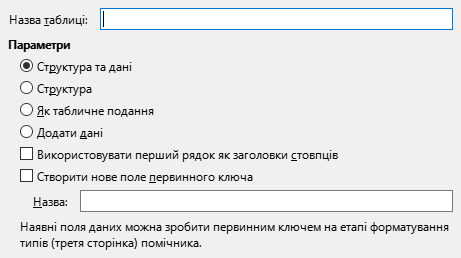 Назва таблиці:
Параметри
Структура та дані
Структура
Як табличне подання
Додати дані
Використовувати перший рядок як заголовки стовпців
Створити нове поле первинного ключа
Назва:
Наявні поля даних можна зробити первинним ключем на етапі форматування
типів (третя сторінка) помічника.